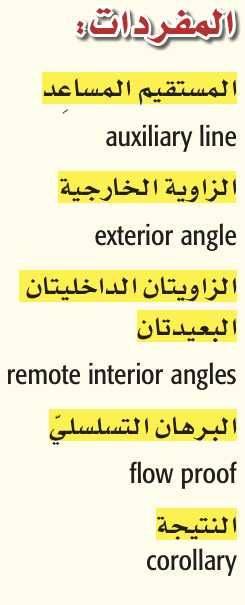 المفردات:
المستقيم المساعِد
auxiliary line
الزاوية الخارجية
exterior angle
الزاويتان الداخليتان
البعيدتان
remote interior angles
البرهان التسلسليّ
flow proof
النتيجة
corollary